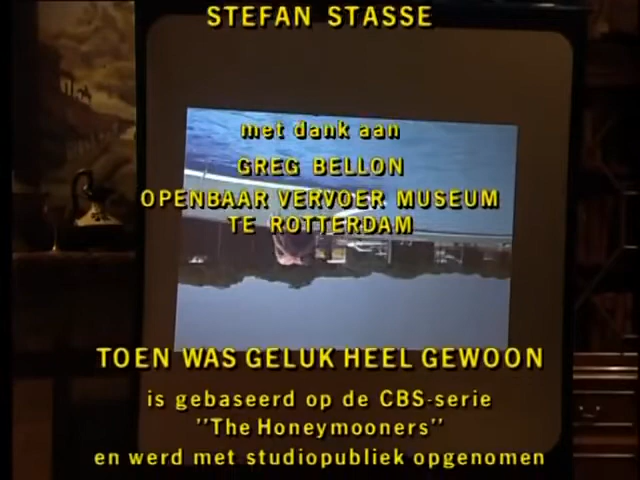 STEFAN STASSE
met dank aan
GREG BELLON
OPENBAAR VERVOER MUSEUM
TE ROTTERDAM
TOEN WAS GELUK HEEL GEWOON
is gebaseerd op de CBS-serie
"The Honeymooners"
en werd met studiopubliek opgenomen